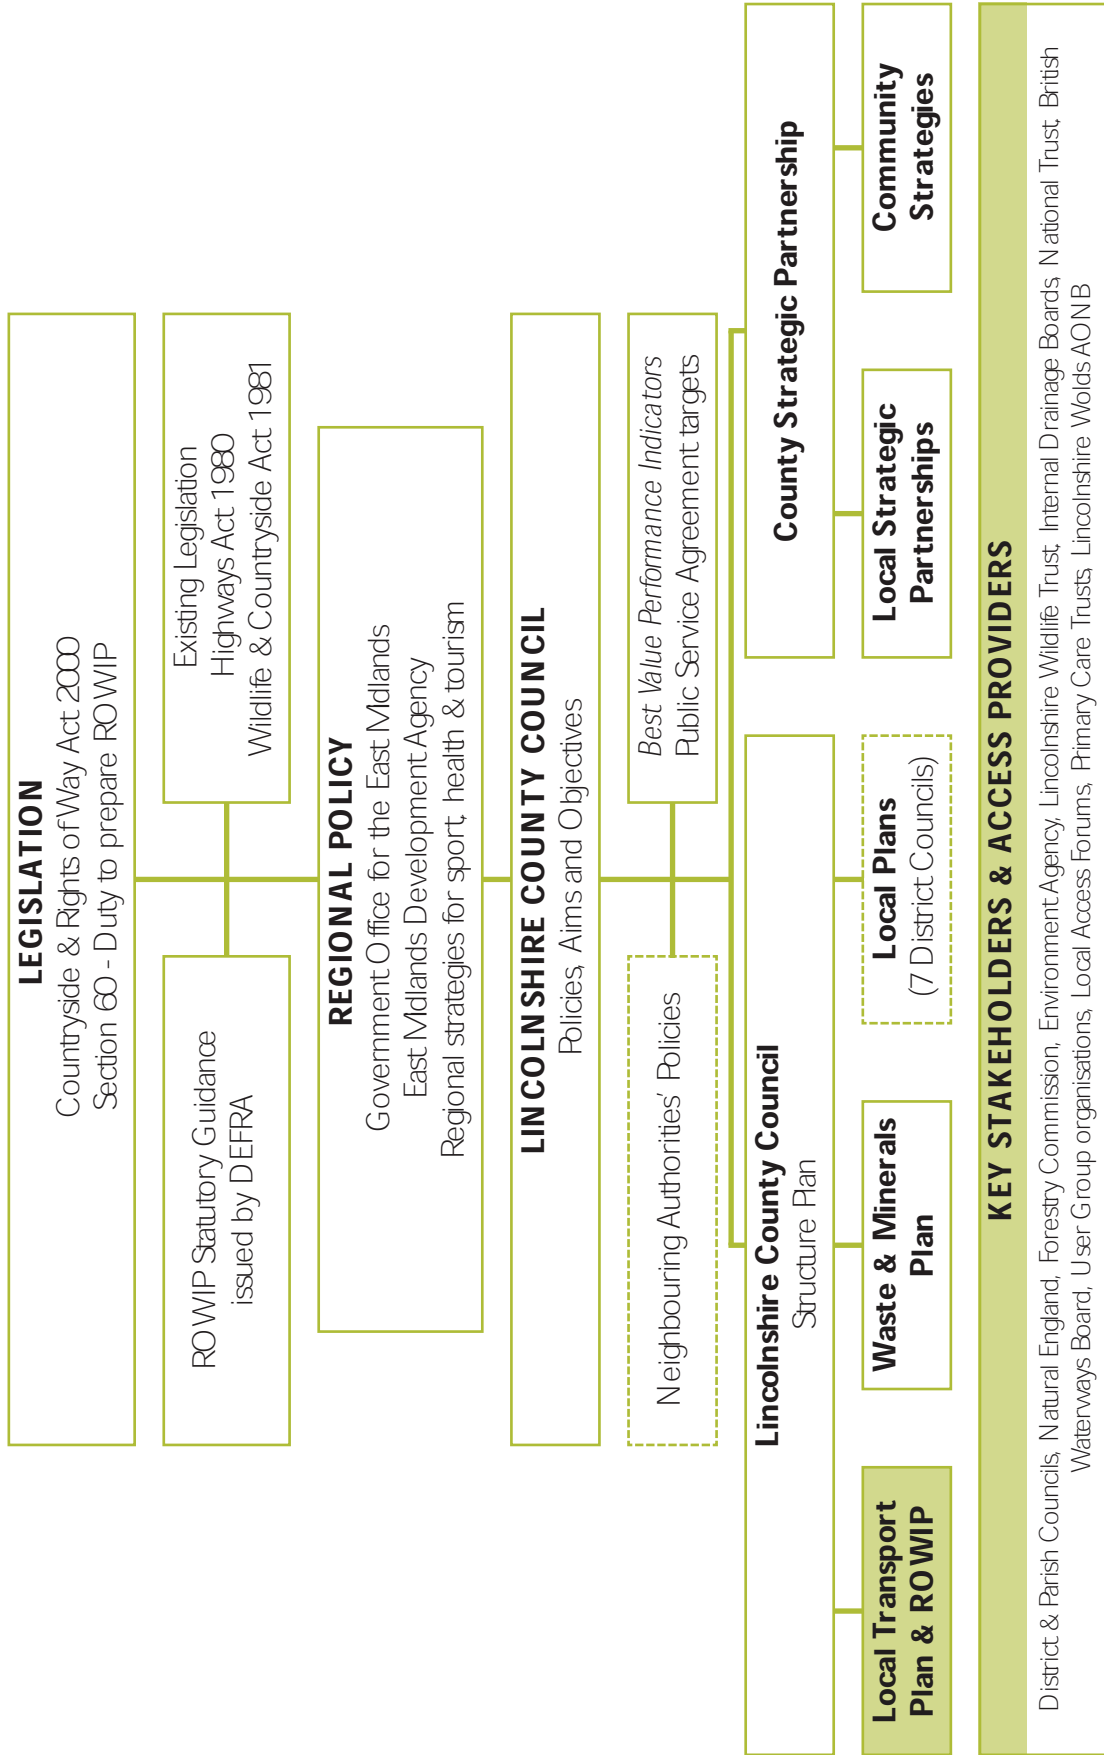 LEGISLATION
Countryside & Rights of Way Act 2000
Section 60 - Duty to prepare ROWIP
ROWIP Statutory Guidance
issued by DEFRA
Existing Legislation
Highways Act 1980
Wildlife & Countryside Act 1981
REGIONAL POLICY
Government Office for the East Midlands
East Midlands Development Agency
Regional strategies for sport, health & tourism
LINCOLNSHIRE COUNTY COUNCIL
Policies, Aims and Objectives
Neighbouring Authorities' Policies
Best Value Performance Indicators
Public Service Agreement targets
Lincolnshire County Council
Structure Plan
County Strategic Partnership
Local Transport
Plan & ROWIP
Waste & Minerals
Plan
Local Plans
(7 District Councils)
Local Strategic
Partnerships
Community
Strategies
KEY STAKEHOLDERS & ACCESS PROVIDERS
District & Parish Councils, Natural England, Forestry Commission, Environment Agency, Lincolnshire Wildlife Trust, Internal Drainage Boards, National Trust, British
Waterways Board, User Group organisations, Local Access Forums, Primary Care Trusts, Lincolnshire Wolds AONB